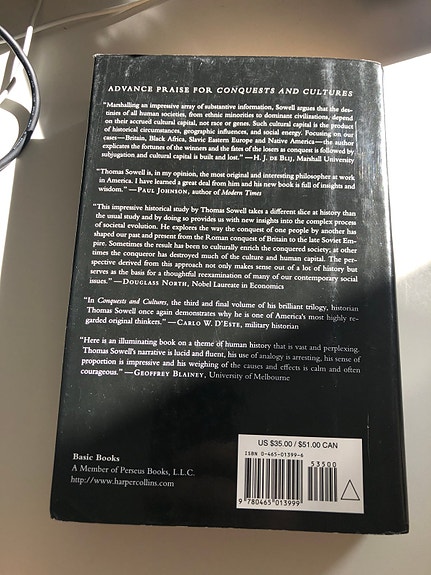 ADVANCE PRAISE FOR CONQUESTS AND CULTURES
"Marshalling an impressive array of substantive information, Sowell argues that the des-
tinies of all human societies, from ethnic minorities to dominant civilizations, depend
on their accrued cultural capital, not race or genes. Such cultural capital is the product
of historical circumstances, geographic influences, and social energy. Focusing on four
cases—Britain, Black Africa, Slavic Eastern Europe and Native America—the author
explicates the fortunes of the winners and the fates of the losers as conquest is followed by
subjugation and cultural capital is built and lost." —H. J. DE BLIJ, Marshall University
"Thomas Sowell is, in my opinion, the most original and interesting philosopher at work
in America. I have learned a great deal from him and his new book is full of insights and
wisdom." —PAUL JOHNSON, author of Modern Times
"This impressive historical study by Thomas Sowell takes a different slice at history than
the usual study and by doing so provides us with new insights into the complex process
of societal evolution. He explores the way the conquest of one people by another has
shaped our past and present from the Roman conquest of Britain to the late Soviet Em-
pire. Sometimes the result has been to culturally enrich the conquered society, at other
times the conqueror has destroyed much of the culture and human capital. The per-
spective derived from this approach not only makes sense out of a lot of history but
serves as the basis for a thoughtful reexamination of many of our contemporary social
issues." —DOUGLASS NORTH, Nobel Laureate in Economics
"In Conquests and Cultures, the third and final volume of his brilliant trilogy, historian
Thomas Sowell once again demonstrates why he is one of America's most highly re-
garded original thinkers." —CARLO W. D'ESTE, military historian
"Here is an illuminating book on a theme of human history that is vast and perplexing.
Thomas Sowell's narrative is lucid and fluent, his use of analogy is arresting, his sense of
proportion is impressive and his weighing of the causes and effects is calm and often
courageous." —GEOFFREY BLAINEY, University of Melbourne
Basic Books
A Member of Perseus Books, L.L.C.
http://www.harpercollins.com
US $35.00 / $51.00 CAN
ISBN 0-465-01399-6
53500
9 780465 013999